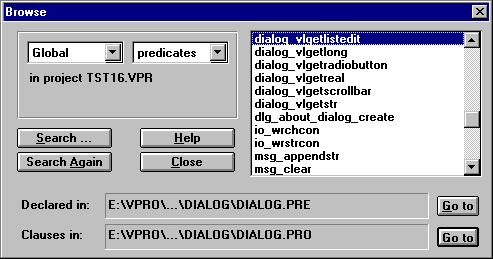 Browse
Global predicates
in project TST16.VPR
Search ... Help
Search Again Close
dialog_vlgetlistedit
dialog_vlgetlong
dialog_vlgetradiobutton
dialog_vlgetreal
dialog_vlgetscrollbar
dialog_vlgetstr
dlg_about_dialog_create
io_wrchcon
io_wrstrcon
msg_appendstr
msg_clear
Declared in: E:\VPRO\...\DIALOG\DIALOG.PRE Go to
Clauses in: E:\VPRO\...\DIALOG\DIALOG.PRO Go to